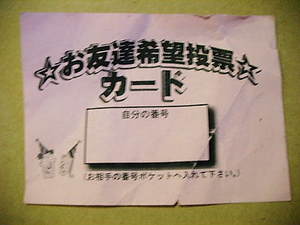 ☆お友達希望投票☆
カード
自分の番号
(お相手の番号ポケットへ入れて下さい。)